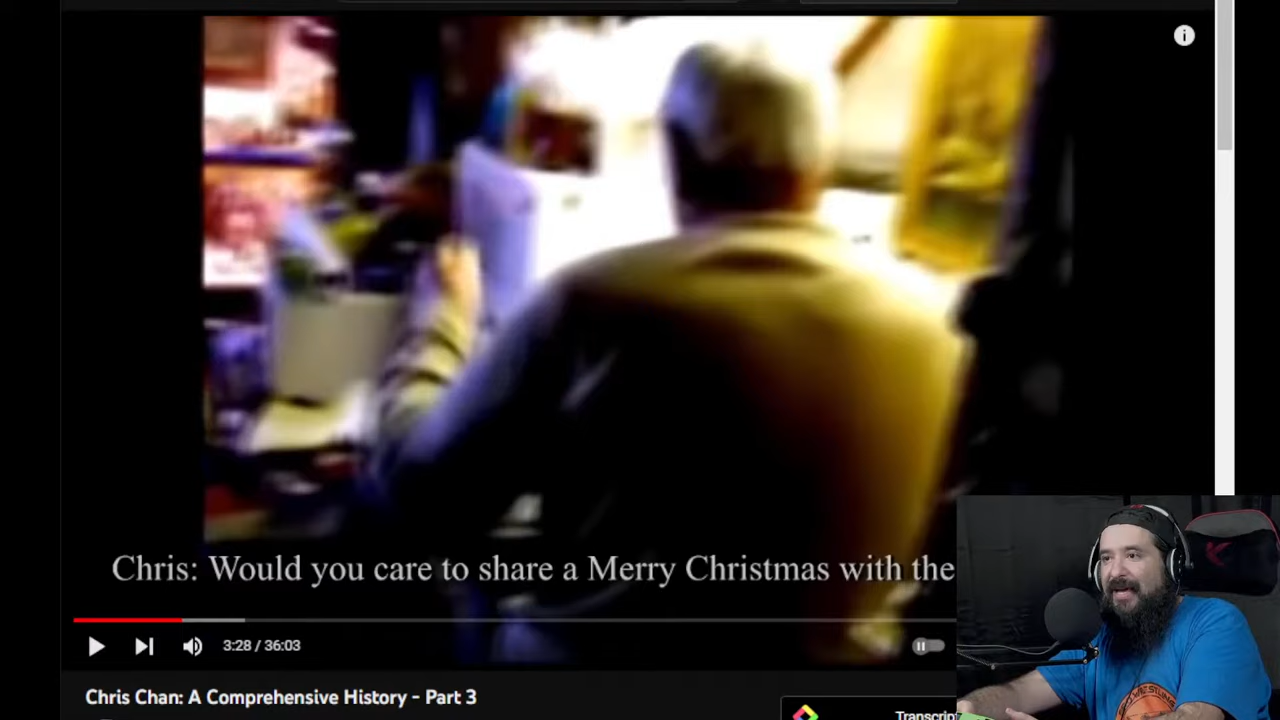 Chris: Would you care to share a Merry Christmas with the
3:28 / 36:03
Chris Chan: A Comprehensive History - Part 3
Transcrip